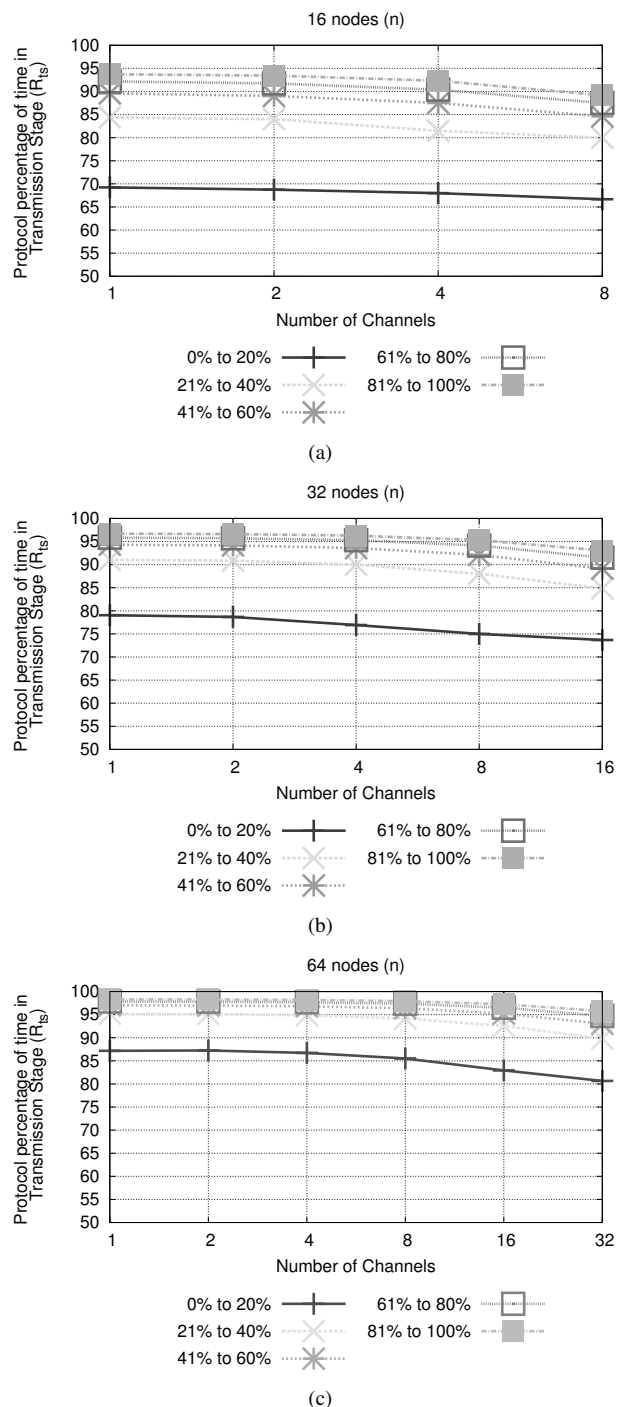 16 nodes (n)
Protocol percentage of time in
Transmission Stage (Rts)
100
95
90
85
80
75
70
65
60
55
50
1 2 4 8
Number of Channels
0% to 20%
21% to 40%
41% to 60%
61% to 80%
81% to 100%
(a)
32 nodes (n)
Protocol percentage of time in
Transmission Stage (Rts)
100
95
90
85
80
75
70
65
60
55
50
1 2 4 8 16
Number of Channels
0% to 20%
21% to 40%
41% to 60%
61% to 80%
81% to 100%
(b)
64 nodes (n)
Protocol percentage of time in
Transmission Stage (Rts)
100
95
90
85
80
75
70
65
60
55
50
1 2 4 8 16 32
Number of Channels
0% to 20%
21% to 40%
41% to 60%
61% to 80%
81% to 100%
(c)